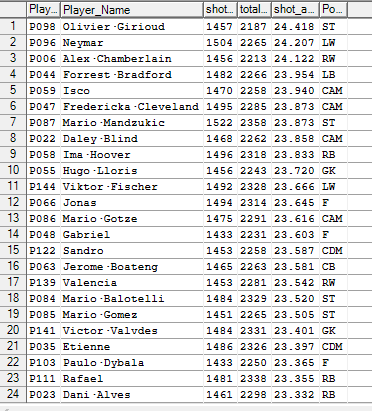 Play... Player_Name shot... total... shot_a... Po...
1 P098 Olivier·Giroud 1457 2187 24.418 ST
2 P096 Neymar 1504 2265 24.207 LW
3 P006 Alex·Chamberlain 1456 2213 24.122 RW
4 P044 Forrest·Bradford 1482 2266 23.954 LB
5 P059 Isco 1470 2258 23.940 CAM
6 P047 Fredericka·Cleveland 1495 2285 23.873 CAM
7 P087 Mario·Mandzukic 1522 2358 23.873 ST
8 P022 Daley·Blind 1468 2262 23.858 CAM
9 P058 Ima·Hoover 1496 2318 23.833 RB
10 P055 Hugo·Lloris 1456 2243 23.720 GK
11 P144 Viktor·Fischer 1492 2328 23.666 LW
12 P066 Jonas 1494 2314 23.645 F
13 P086 Mario·Gotze 1475 2291 23.616 CAM
14 P048 Gabriel 1433 2231 23.603 F
15 P122 Sandro 1453 2258 23.587 CDM
16 P063 Jerome·Boateng 1465 2263 23.581 CB
17 P139 Valencia 1453 2281 23.542 RW
18 P084 Mario·Balotelli 1484 2329 23.520 ST
19 P085 Mario·Gomez 1451 2265 23.505 ST
20 P141 Victor·Valvdes 1484 2331 23.401 GK
21 P035 Etienne 1486 2326 23.397 CDM
22 P103 Paulo·Dybala 1433 2250 23.365 F
23 P111 Rafael 1481 2338 23.355 RB
24 P023 Dani·Alves 1461 2298 23.332 RB